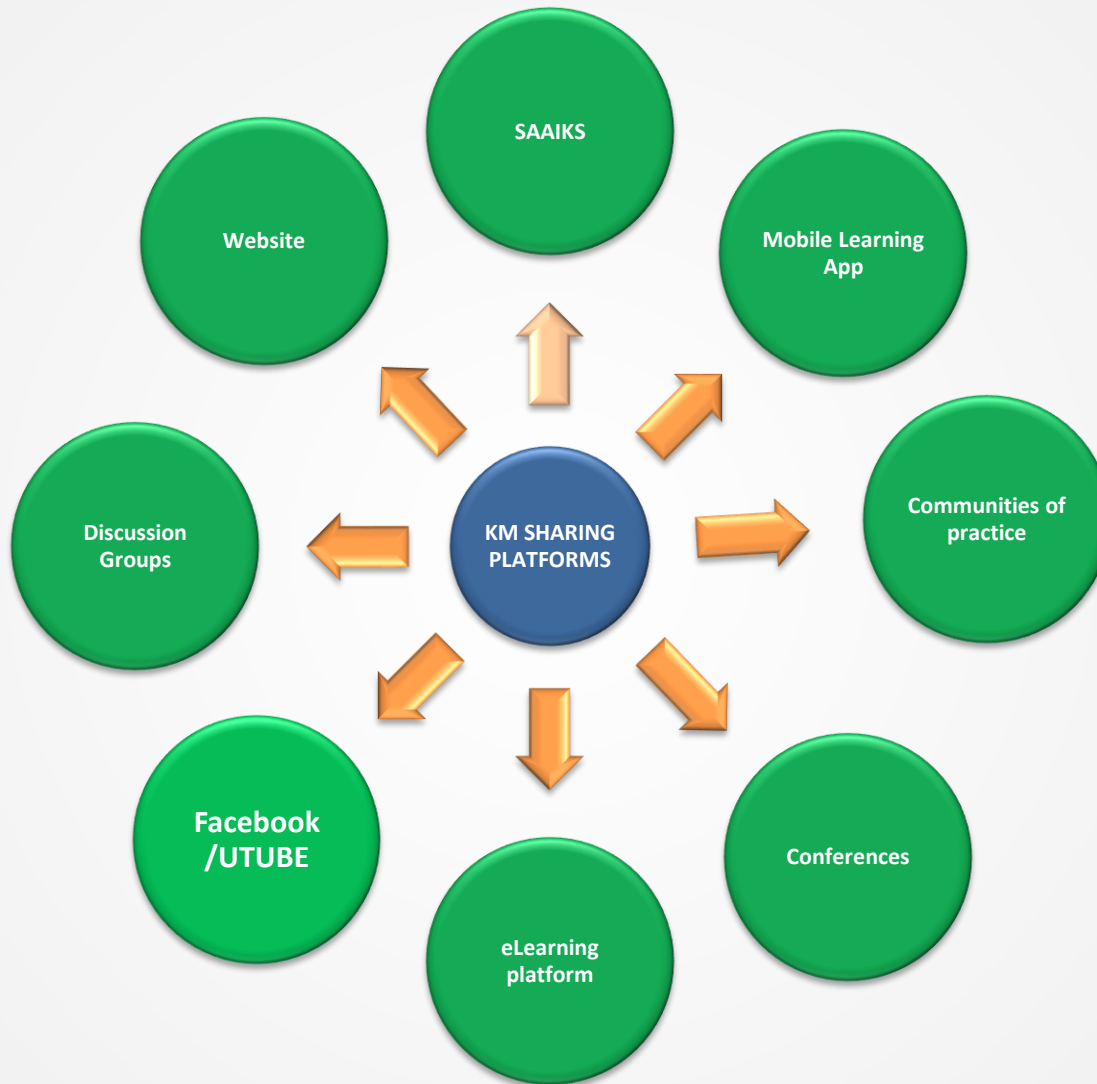 SAAIKS
Website
Mobile Learning
App
Communities of
practice
Discussion
Groups
KM SHARING
PLATFORMS
Facebook
/UTUBE
Conferences
eLearning
platform